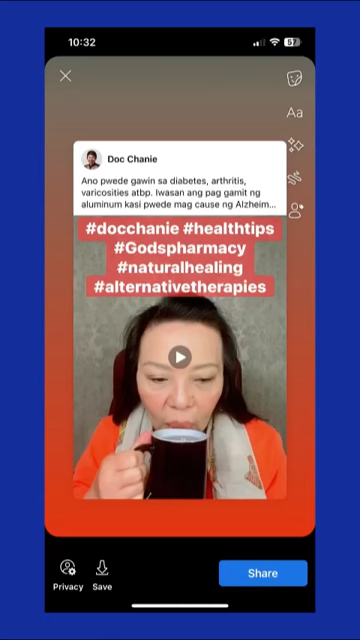 10:32
57
Aa
Doc Chanie
Ano pwede gawin sa diabetes, arthritis,
varicosities atbp. Iwasan ang pag gamit ng
aluminum kasi pwede mag cause ng Alzheim...
#docchanie #healthtips
#Godspharmacy
#naturalhealing
#alternativetherapies
Privacy
Save
Share